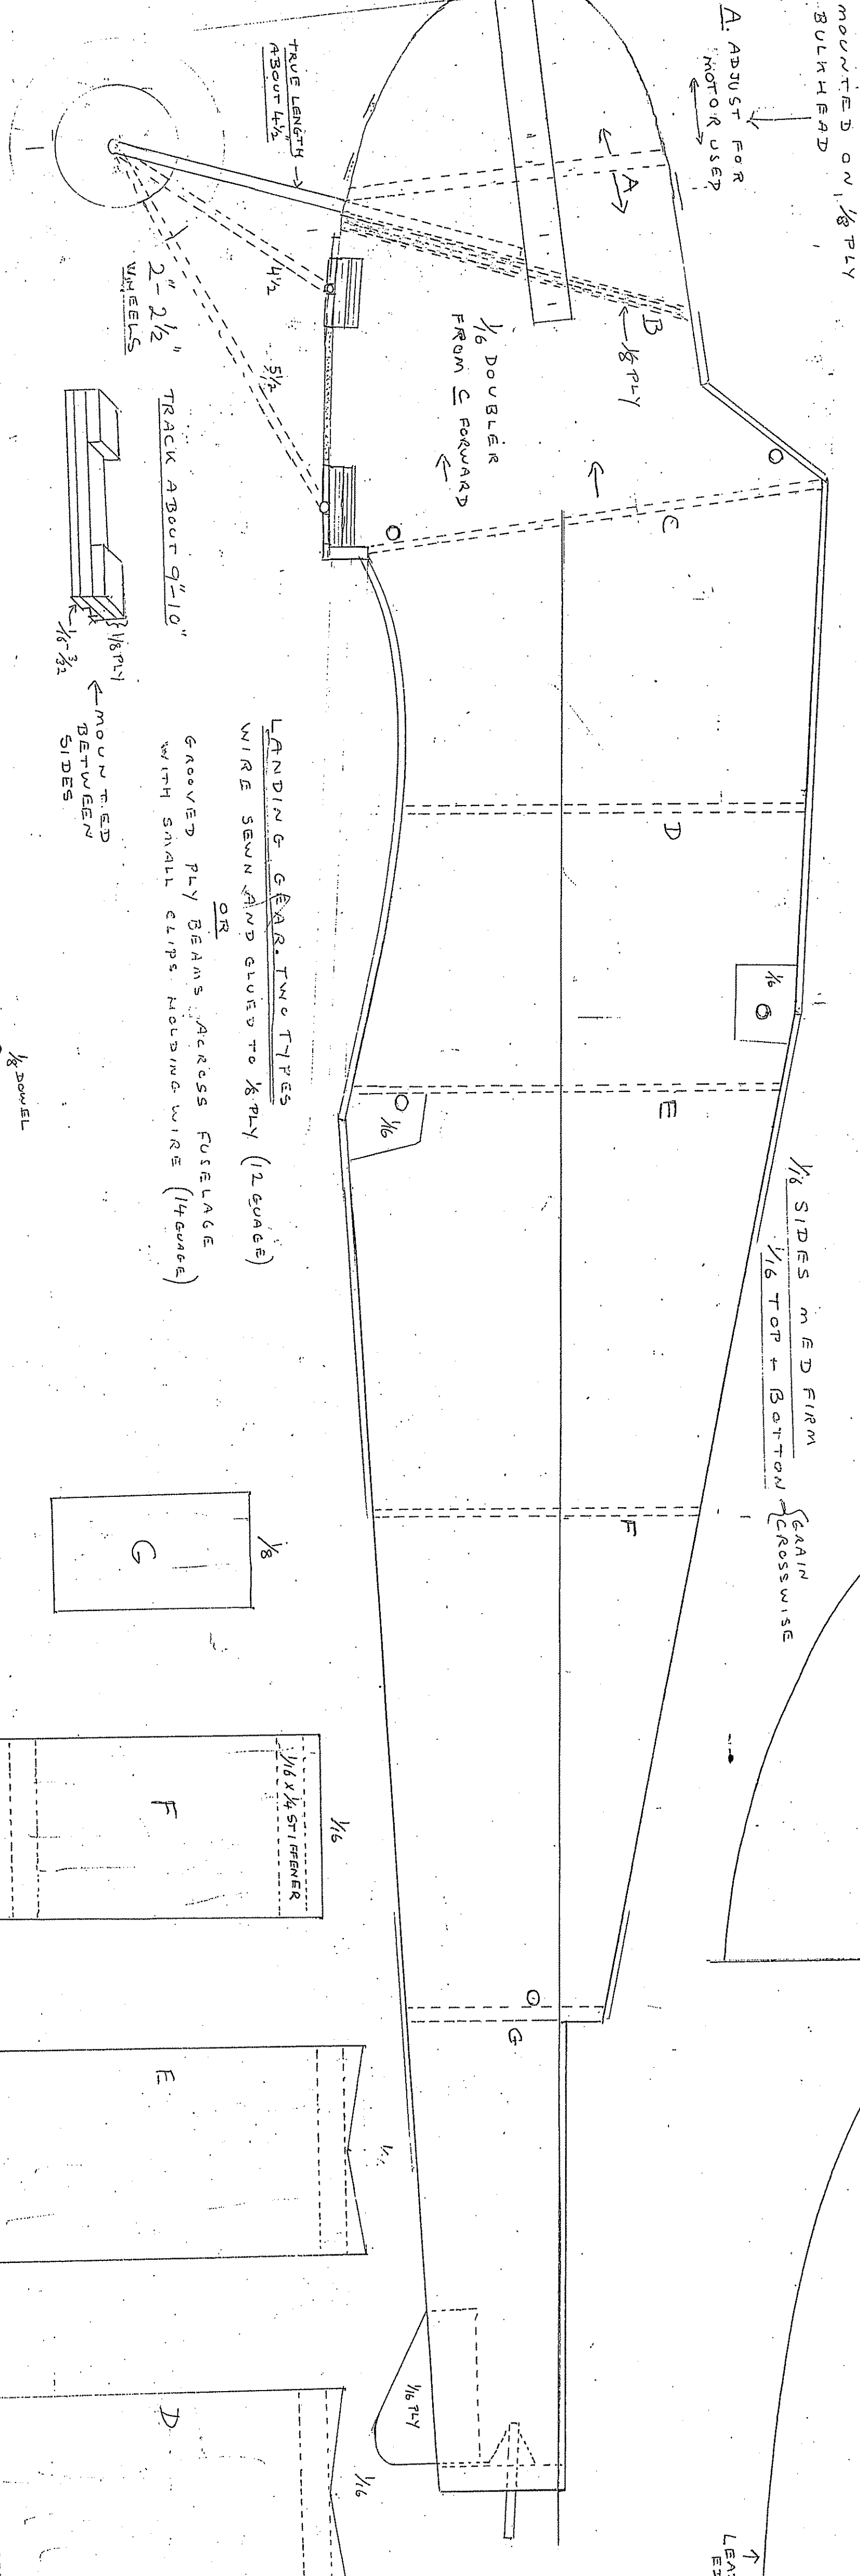 MOUNTED ON 1/8 PLY
BULKHEAD
A. ADJUST FOR
MOTOR USED
TRUE LENGTH
ABOUT 4 1/2"
A
B
1/8 PLY
1/16 DOUBLER
FROM C FORWARD
C
D
E
F
G
1/16
1/16
4 1/2
5 1/2
2" 2 1/2"
WHEELS
TRACK ABOUT 9"-10"
1/8 PLY
1/16-3/32
MOUNTED
BETWEEN
SIDES
LANDING GEAR. TWO TYPES
WIRE SEWN AND GLUED TO 1/8 PLY (12 GUAGE)
OR
GROOVED PLY BEAMS ACROSS FUSELAGE
WITH SMALL CLIPS HOLDING WIRE (14 GUAGE)
1/8 DOWEL
1/16 SIDES MED FIRM
1/16 TOP + BOTTON
GRAIN
CROSSWISE
G
1/8
F
1/16 X 1/4 STIFFENER
1/16
E
D
1/16
1/16 PLY